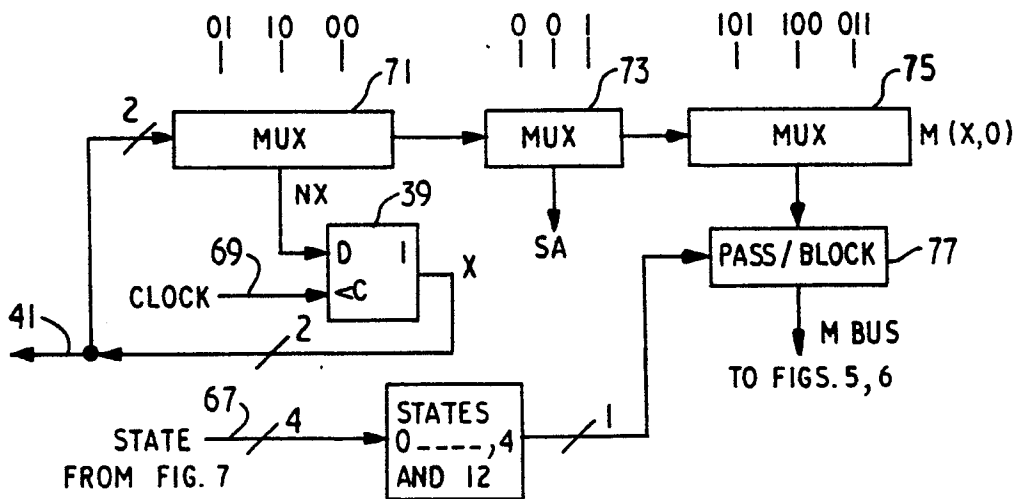 01 10 00 0 0 1 101 100 011
71 73 75
2
MUX MUX MUX M (X,0)
NX 39
D 1 SA PASS/BLOCK 77
69 X
CLOCK <C
41 2 M BUS
TO FIGS. 5, 6
67 4 STATES 1
STATE 0----,4
FROM FIG. 7 AND 12